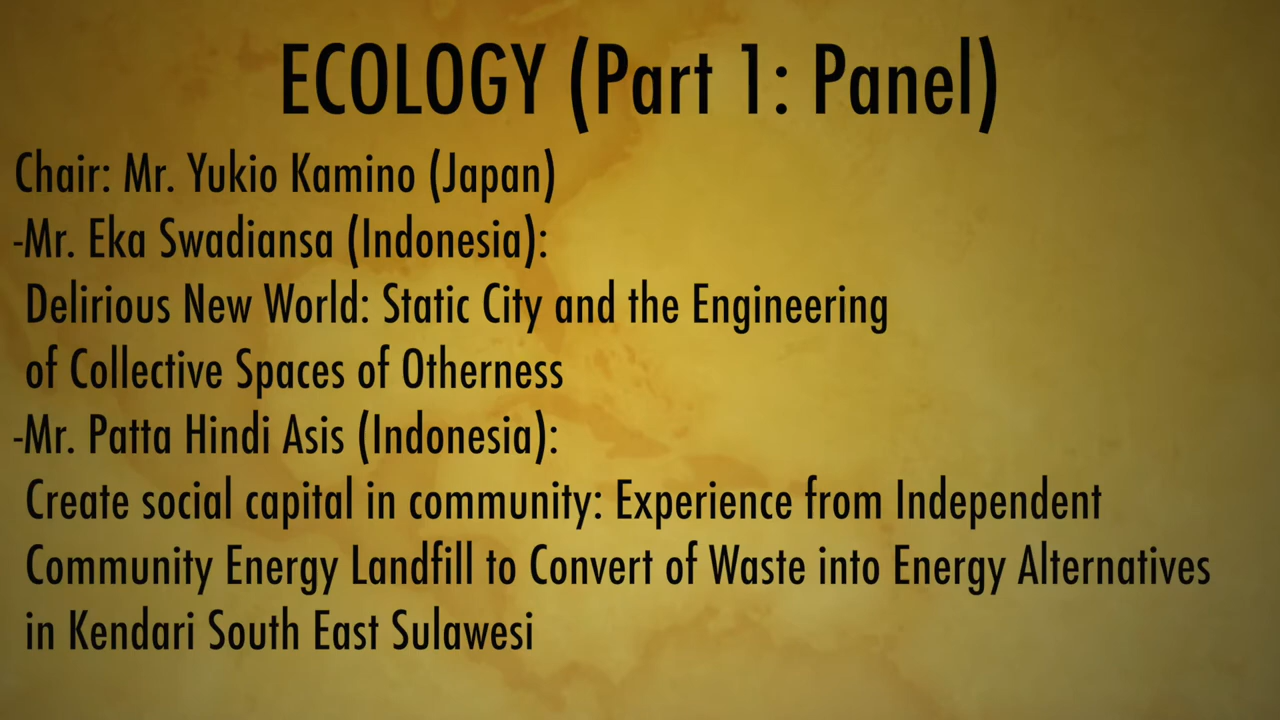 ECOLOGY (Part 1: Panel)
Chair: Mr. Yukio Kamino (Japan)
-Mr. Eka Swadiansa (Indonesia):
Delirious New World: Static City and the Engineering
of Collective Spaces of Otherness
-Mr. Patta Hindi Asis (Indonesia):
Create social capital in community: Experience from Independent
Community Energy Landfill to Convert of Waste into Energy Alternatives
in Kendari South East Sulawesi